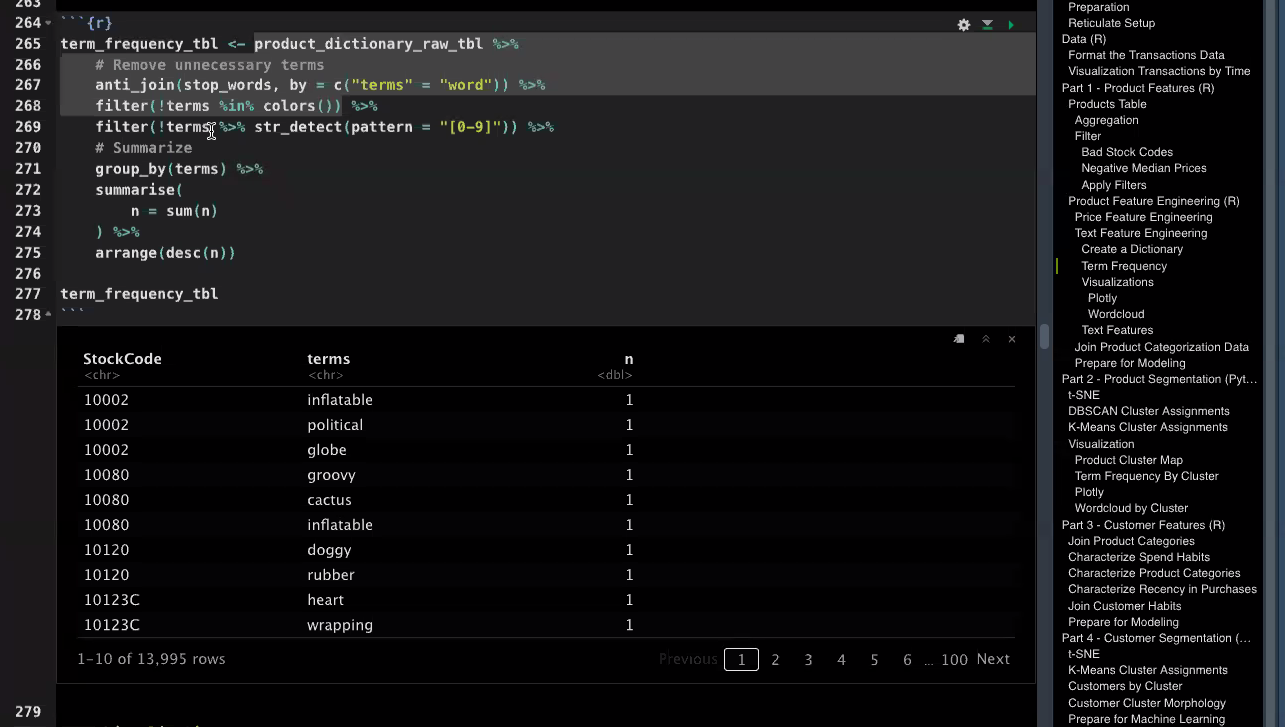 263
264 ```{r}
265 term_frequency_tbl <- product_dictionary_raw_tbl %>%
266 # Remove unnecessary terms
267 anti_join(stop_words, by = c("terms" = "word")) %>%
268 filter(!terms %in% colors()) %>%
269 filter(!terms %>% str_detect(pattern = "[0-9]")) %>%
270 # Summarize
271 group_by(terms) %>%
272 summarise(
273 n = sum(n)
274 ) %>%
275 arrange(desc(n))
276
277 term_frequency_tbl
278 ```
StockCode terms n
<chr> <chr> <dbl>
10002 inflatable 1
10002 political 1
10002 globe 1
10080 groovy 1
10080 cactus 1
10080 inflatable 1
10120 doggy 1
10120 rubber 1
10123C heart 1
10123C wrapping 1
1-10 of 13,995 rows Previous 1 2 3 4 5 6 ... 100 Next
279
Preparation
Reticulate Setup
Data (R)
Format the Transactions Data
Visualization Transactions by Time
Part 1 - Product Features (R)
Products Table
Aggregation
Filter
Bad Stock Codes
Negative Median Prices
Apply Filters
Product Feature Engineering (R)
Price Feature Engineering
Text Feature Engineering
Create a Dictionary
Term Frequency
Visualizations
Plotly
Wordcloud
Text Features
Join Product Categorization Data
Prepare for Modeling
Part 2 - Product Segmentation (Pyt...
t-SNE
DBSCAN Cluster Assignments
K-Means Cluster Assignments
Visualization
Product Cluster Map
Term Frequency By Cluster
Plotly
Wordcloud by Cluster
Part 3 - Customer Features (R)
Join Product Categories
Characterize Spend Habits
Characterize Product Categories
Characterize Recency in Purchases
Join Customer Habits
Prepare for Modeling
Part 4 - Customer Segmentation (...
t-SNE
K-Means Cluster Assignments
Customers by Cluster
Customer Cluster Morphology
Prepare for Machine Learning